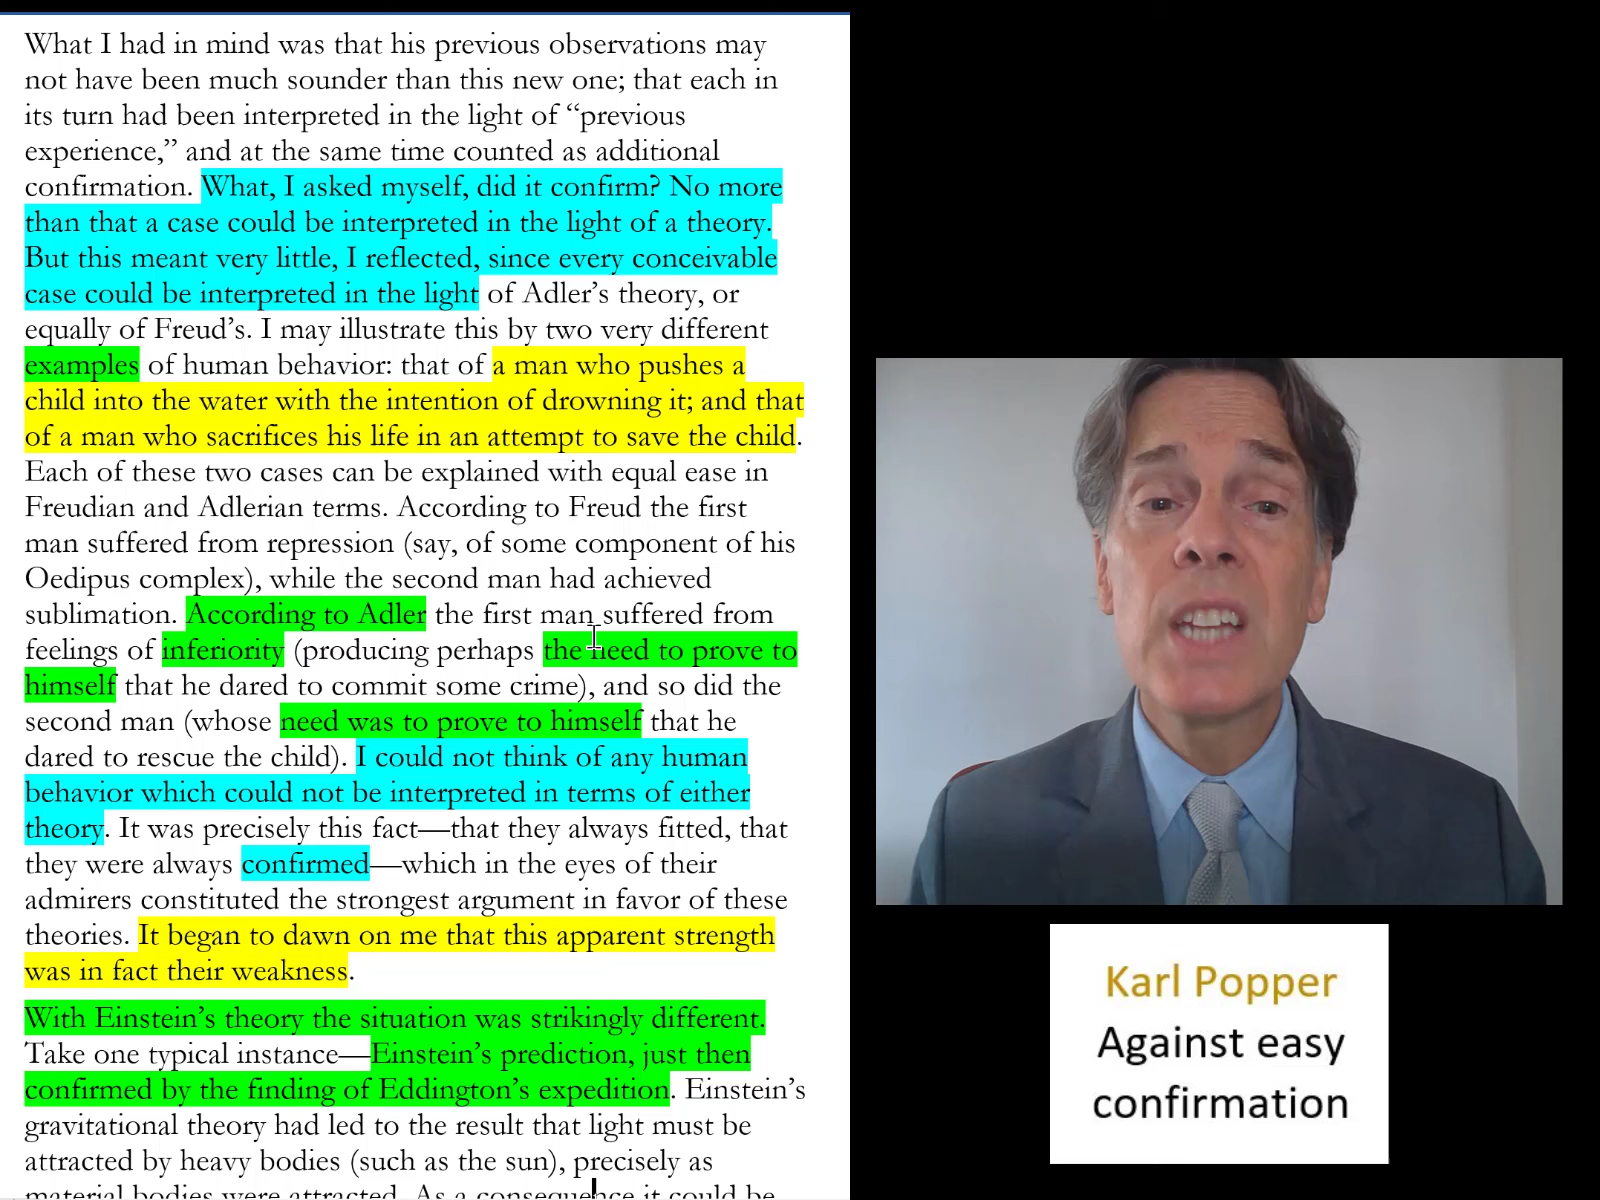 What I had in mind was that his previous observations may
not have been much sounder than this new one; that each in
its turn had been interpreted in the light of “previous
experience,” and at the same time counted as additional
confirmation. What, I asked myself, did it confirm? No more
than that a case could be interpreted in the light of a theory.
But this meant very little, I reflected, since every conceivable
case could be interpreted in the light of Adler’s theory, or
equally of Freud’s. I may illustrate this by two very different
examples of human behavior: that of a man who pushes a
child into the water with the intention of drowning it; and that
of a man who sacrifices his life in an attempt to save the child.
Each of these two cases can be explained with equal ease in
Freudian and Adlerian terms. According to Freud the first
man suffered from repression (say, of some component of his
Oedipus complex), while the second man had achieved
sublimation. According to Adler the first man suffered from
feelings of inferiority (producing perhaps the need to prove to
himself that he dared to commit some crime), and so did the
second man (whose need was to prove to himself that he
dared to rescue the child). I could not think of any human
behavior which could not be interpreted in terms of either
theory. It was precisely this fact—that they always fitted, that
they were always confirmed—which in the eyes of their
admirers constituted the strongest argument in favor of these
theories. It began to dawn on me that this apparent strength
was in fact their weakness.
With Einstein’s theory the situation was strikingly different.
Take one typical instance—Einstein’s prediction, just then
confirmed by the finding of Eddington’s expedition. Einstein’s
gravitational theory had led to the result that light must be
attracted by heavy bodies (such as the sun), precisely as
material bodies were attracted. As a consequence it could be
Karl Popper
Against easy
confirmation